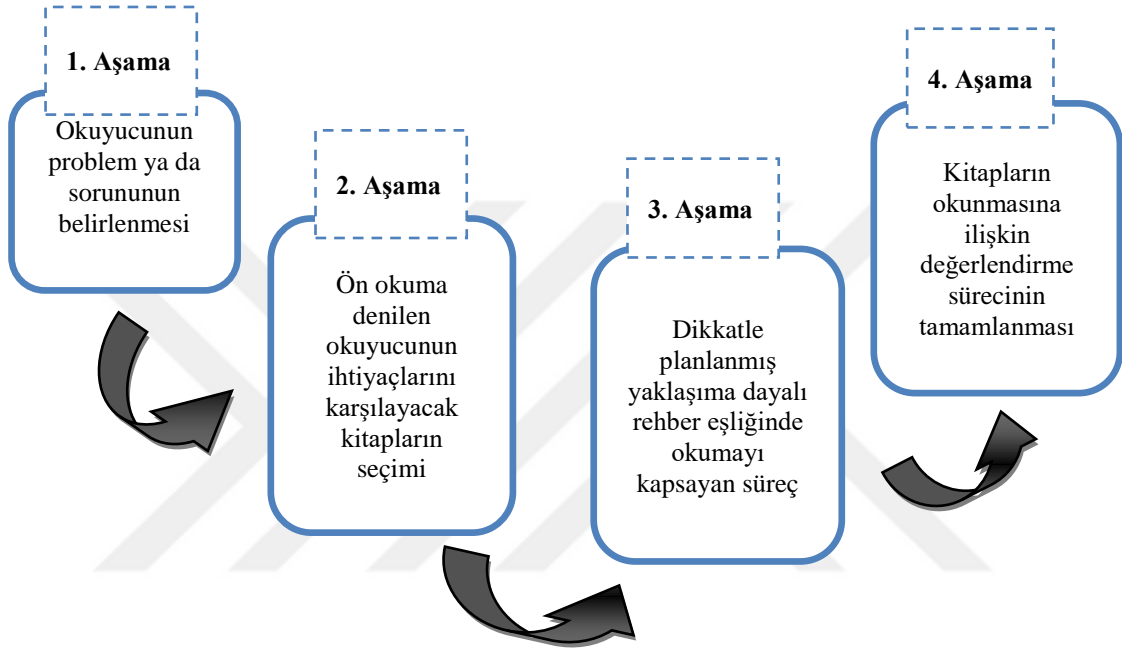 1. Aşama
Okuyucunun
problem ya da
sorununun
belirlenmesi
2. Aşama
Ön okuma
denilen
okuyucunun
ihtiyaçlarını
karşılayacak
kitapların
seçimi
3. Aşama
Dikkatle
planlanmış
yaklaşıma dayalı
rehber eşliğinde
okumayı
kapsayan süreç
4. Aşama
Kitapların
okunmasına
ilişkin
değerlendirme
sürecinin
tamamlanması